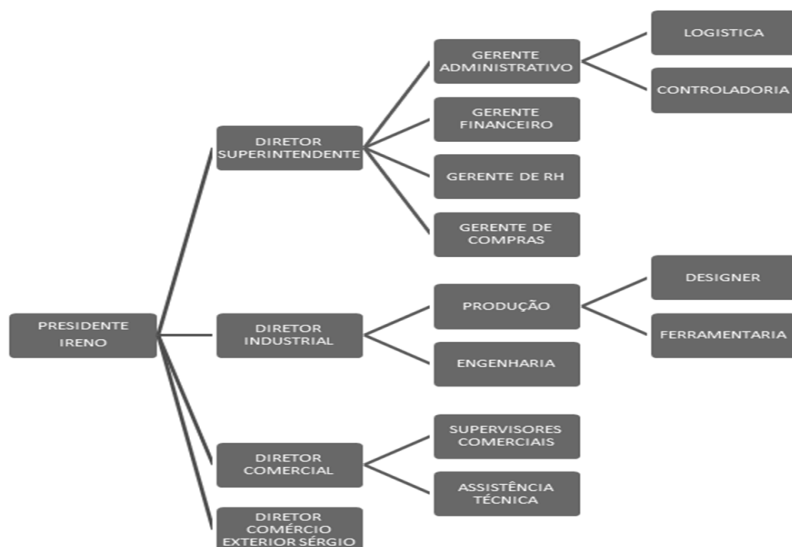 PRESIDENTE
IRENO
DIRETOR
SUPERINTENDENTE
GERENTE
ADMINISTRATIVO
LOGISTICA
CONTROLADORIA
GERENTE
FINANCEIRO
GERENTE DE RH
GERENTE DE
COMPRAS
DIRETOR
INDUSTRIAL
PRODUÇÃO
DESIGNER
FERRAMENTARIA
ENGENHARIA
DIRETOR
COMERCIAL
SUPERVISORES
COMERCIAIS
ASSISTÊNCIA
TÉCNICA
DIRETOR
COMÉRCIO
EXTERIOR SÉRGIO